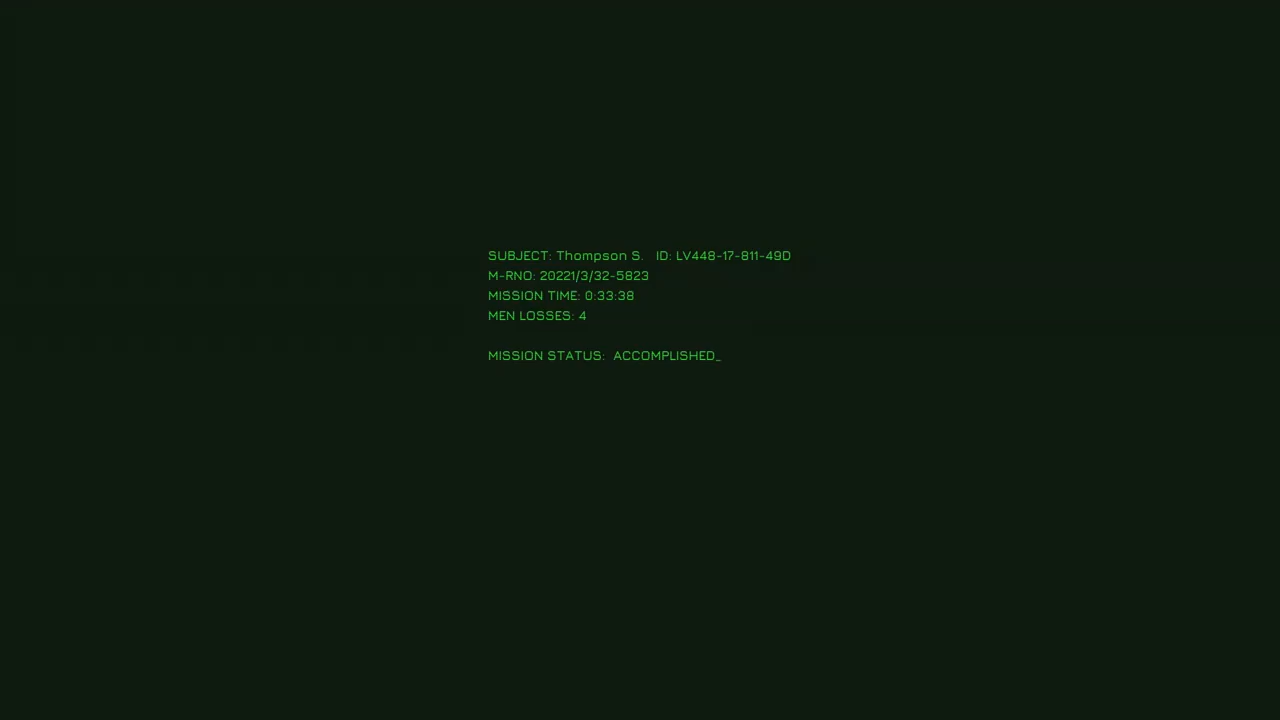 SUBJECT: Thompson S.   ID: LV448-17-811-49D
M-RNO: 20221/3/32-5823
MISSION TIME: 0:33:38
MEN LOSSES: 4
MISSION STATUS:  ACCOMPLISHED_